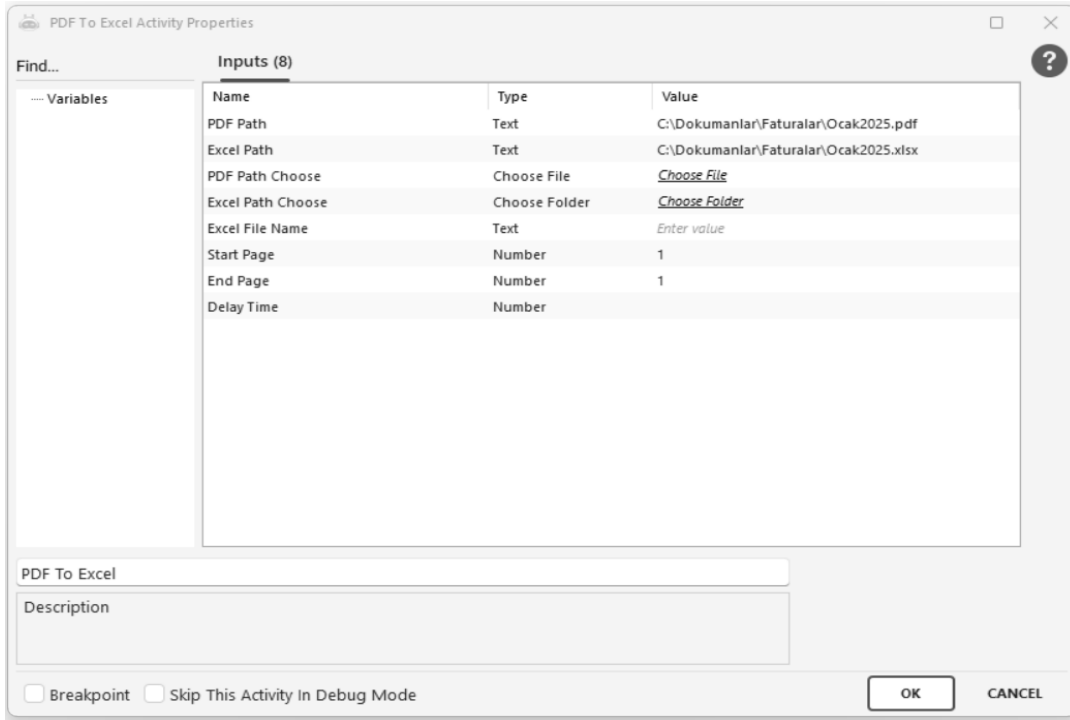 PDF To Excel Activity Properties
Find...
Inputs (8)
?
Variables
Name Type Value
PDF Path Text C:\Dokumanlar\Faturalar\Ocak2025.pdf
Excel Path Text C:\Dokumanlar\Faturalar\Ocak2025.xlsx
PDF Path Choose Choose File Choose File
Excel Path Choose Choose Folder Choose Folder
Excel File Name Text Enter value
Start Page Number 1
End Page Number 1
Delay Time Number
PDF To Excel
Description
Breakpoint Skip This Activity In Debug Mode OK CANCEL